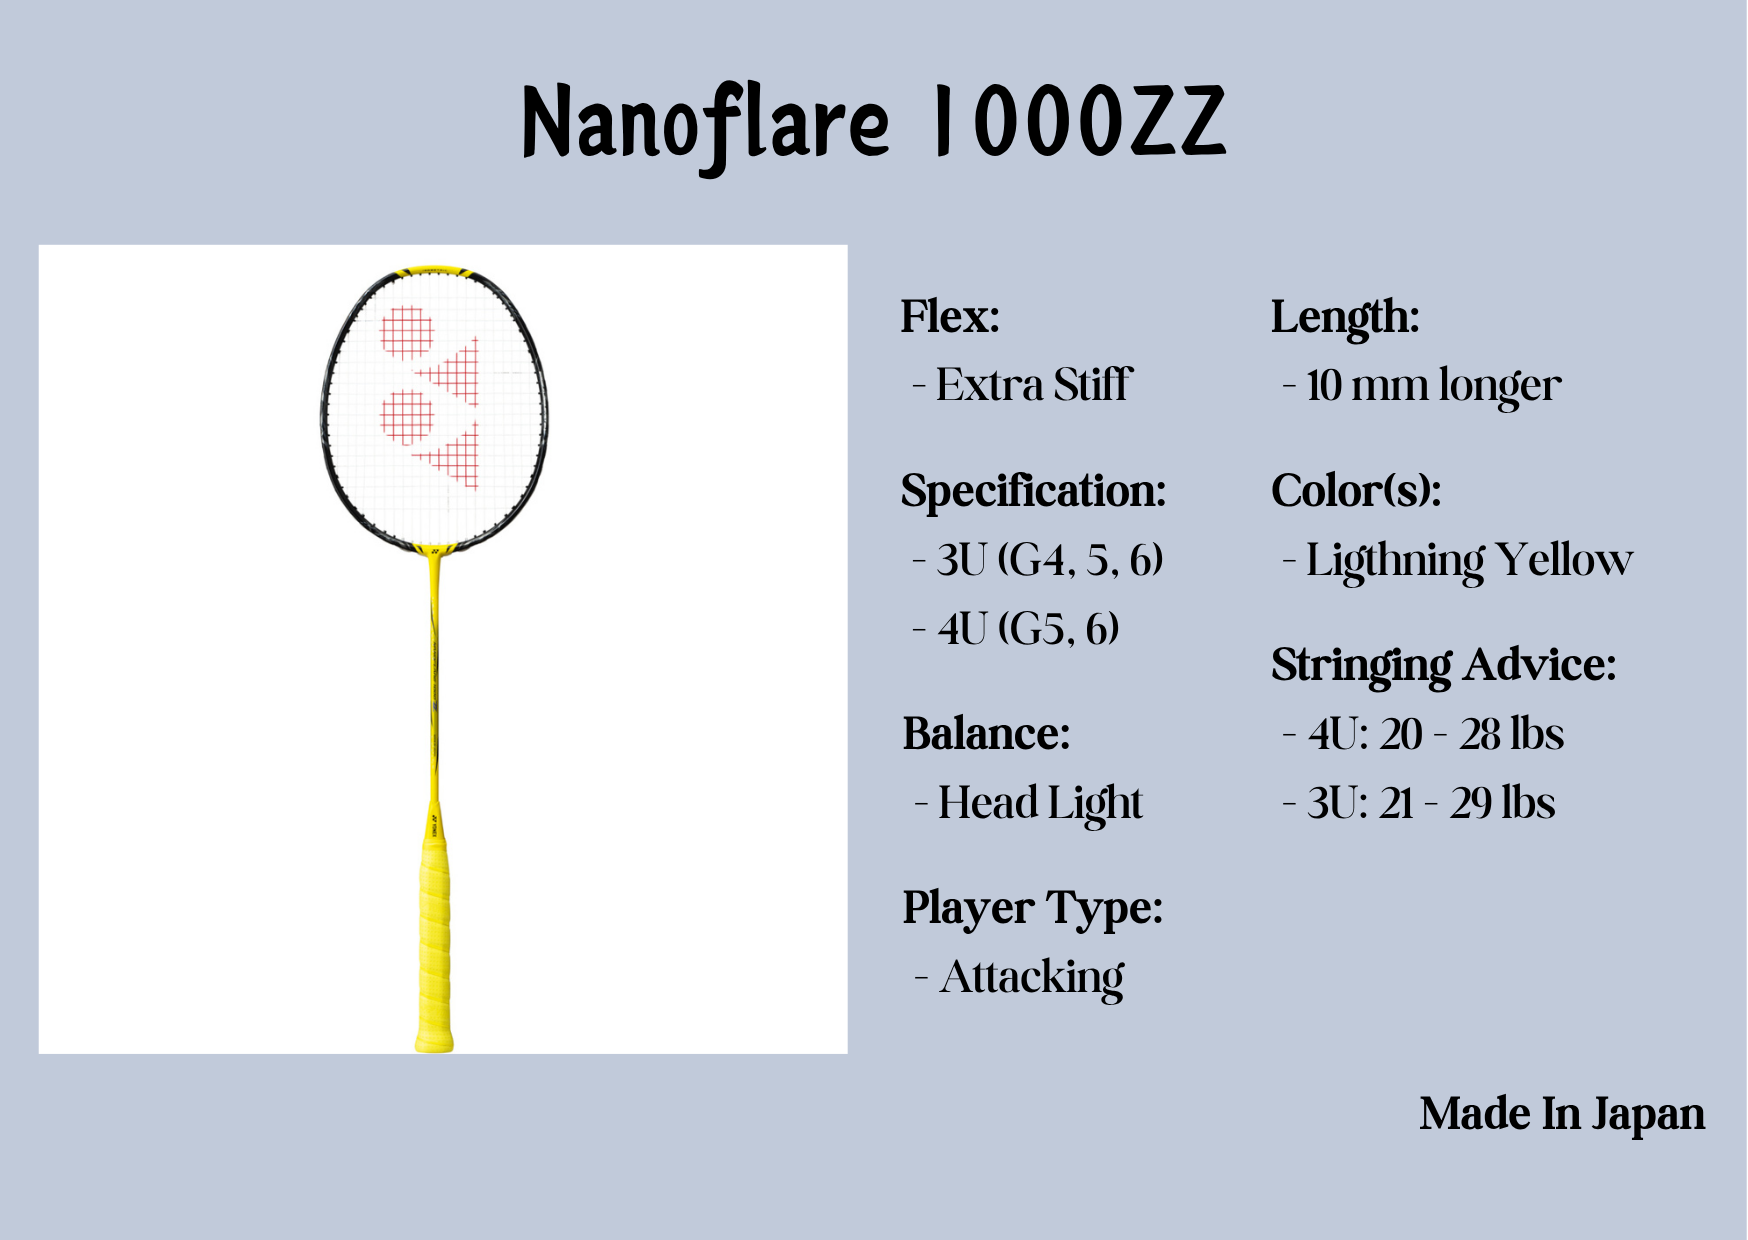 Nanoflare 1000ZZ
Flex:
- Extra Stiff
Specification:
- 3U (G4, 5, 6)
- 4U (G5, 6)
Balance:
- Head Light
Player Type:
- Attacking
Length:
- 10 mm longer
Color(s):
- Ligthning Yellow
Stringing Advice:
- 4U: 20 - 28 lbs
- 3U: 21 - 29 lbs
Made In Japan